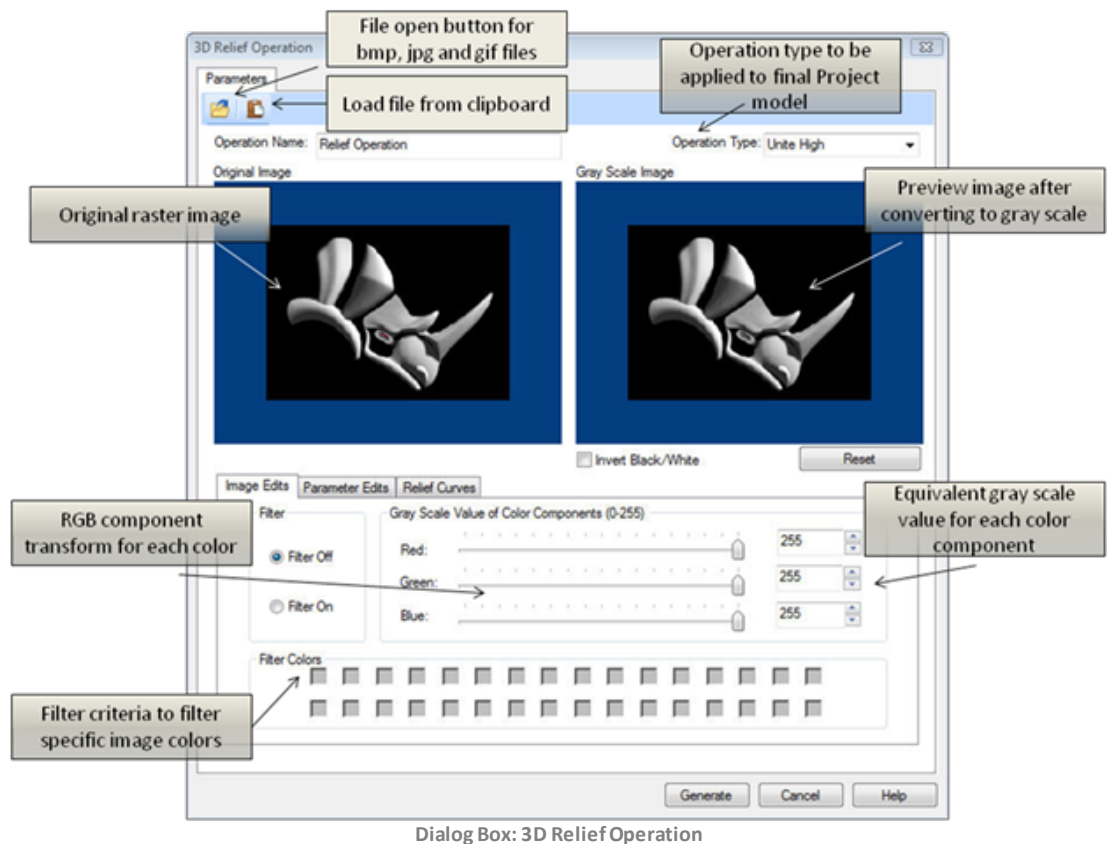 File open button for
bmp, jpg and gif files
3D Relief Operation
Operation type to be
applied to final Project
model
Parameters
Load file from clipboard
Operation Name:
Relief Operation
Operation Type:
Unite High
Original Image
Gray Scale Image
Original raster image
Preview image after
converting to gray scale
Invert Black/White
Reset
Image Edits
Parameter Edits
Relief Curves
RGB component
transform for each color
Equivalent gray scale
value for each color
component
Filter
Filter Off
Filter On
Gray Scale Value of Color Components (0-255)
Red:
255
Green:
255
Blue:
255
Filter Colors
Filter criteria to filter
specific image colors
Generate
Cancel
Help
Dialog Box: 3D Relief Operation